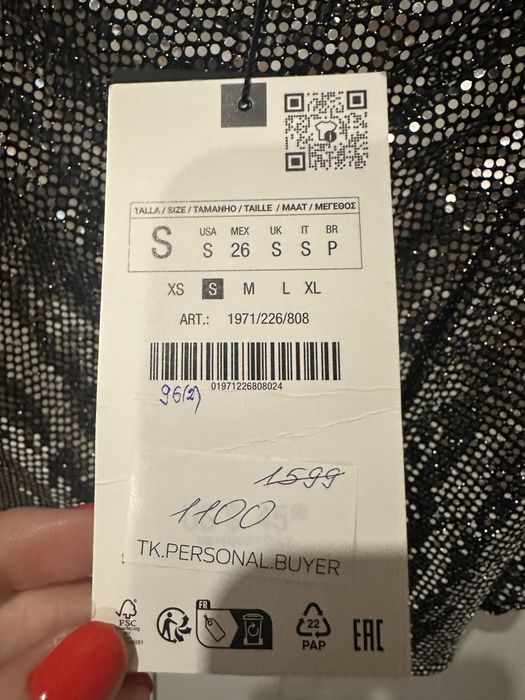 TALLA / SIZE / TAMANHO / TAILLE / MAAT / ΜΕΓΕΘΟΣ
S USA MEX UK IT BR
S 26 S S P
XS S M L XL
ART.: 1971/226/808
01971226808024
96(2)
1599
1100
TK.PERSONAL.BUYER
FSC
FR
22
PAP
EAC